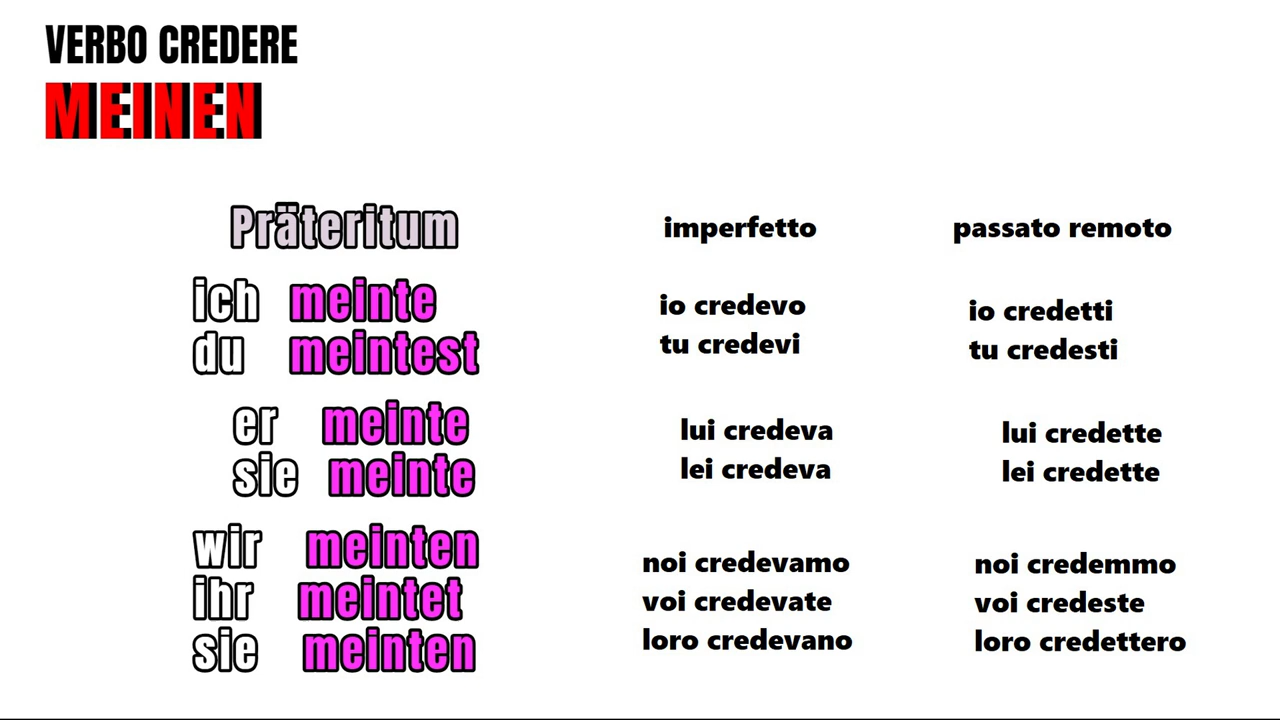 VERBO CREDERE
MEINEN
Präteritum imperfetto passato remoto
ich meinte io credevo io credetti
du meintest tu credevi tu credesti
er meinte lui credeva lui credette
sie meinte lei credeva lei credette
wir meinten noi credevamo noi credemmo
ihr meintet voi credevate voi credeste
sie meinten loro credevano loro credettero